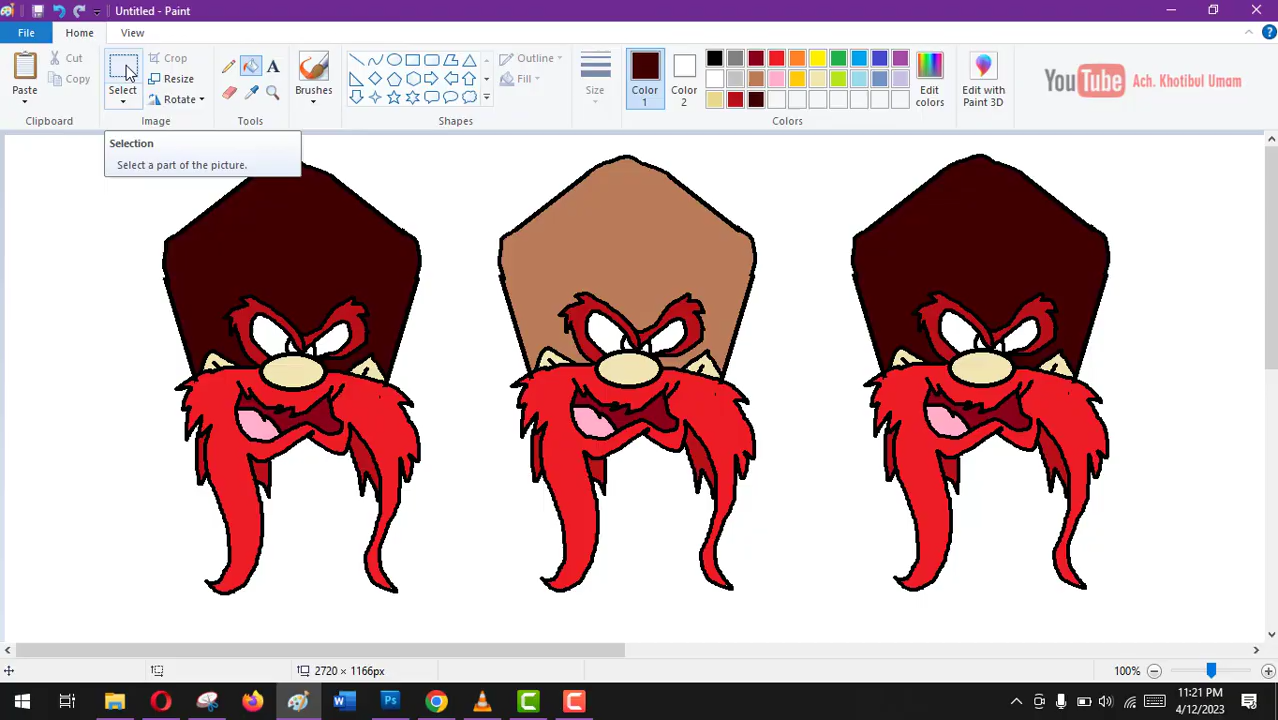 Untitled - Paint
File
Home
View
Paste
Cut
Copy
Clipboard
Select
Crop
Resize
Rotate
Image
A
Tools
Brushes
Outline
Fill
Shapes
Size
Color
1
Color
2
Edit
colors
Colors
Edit with
Paint 3D
YouTube Ach. Khotibul Umam
Selection
Select a part of the picture.
2720 × 1166px
100%
W
Ps
C
C
11:21 PM
4/12/2023